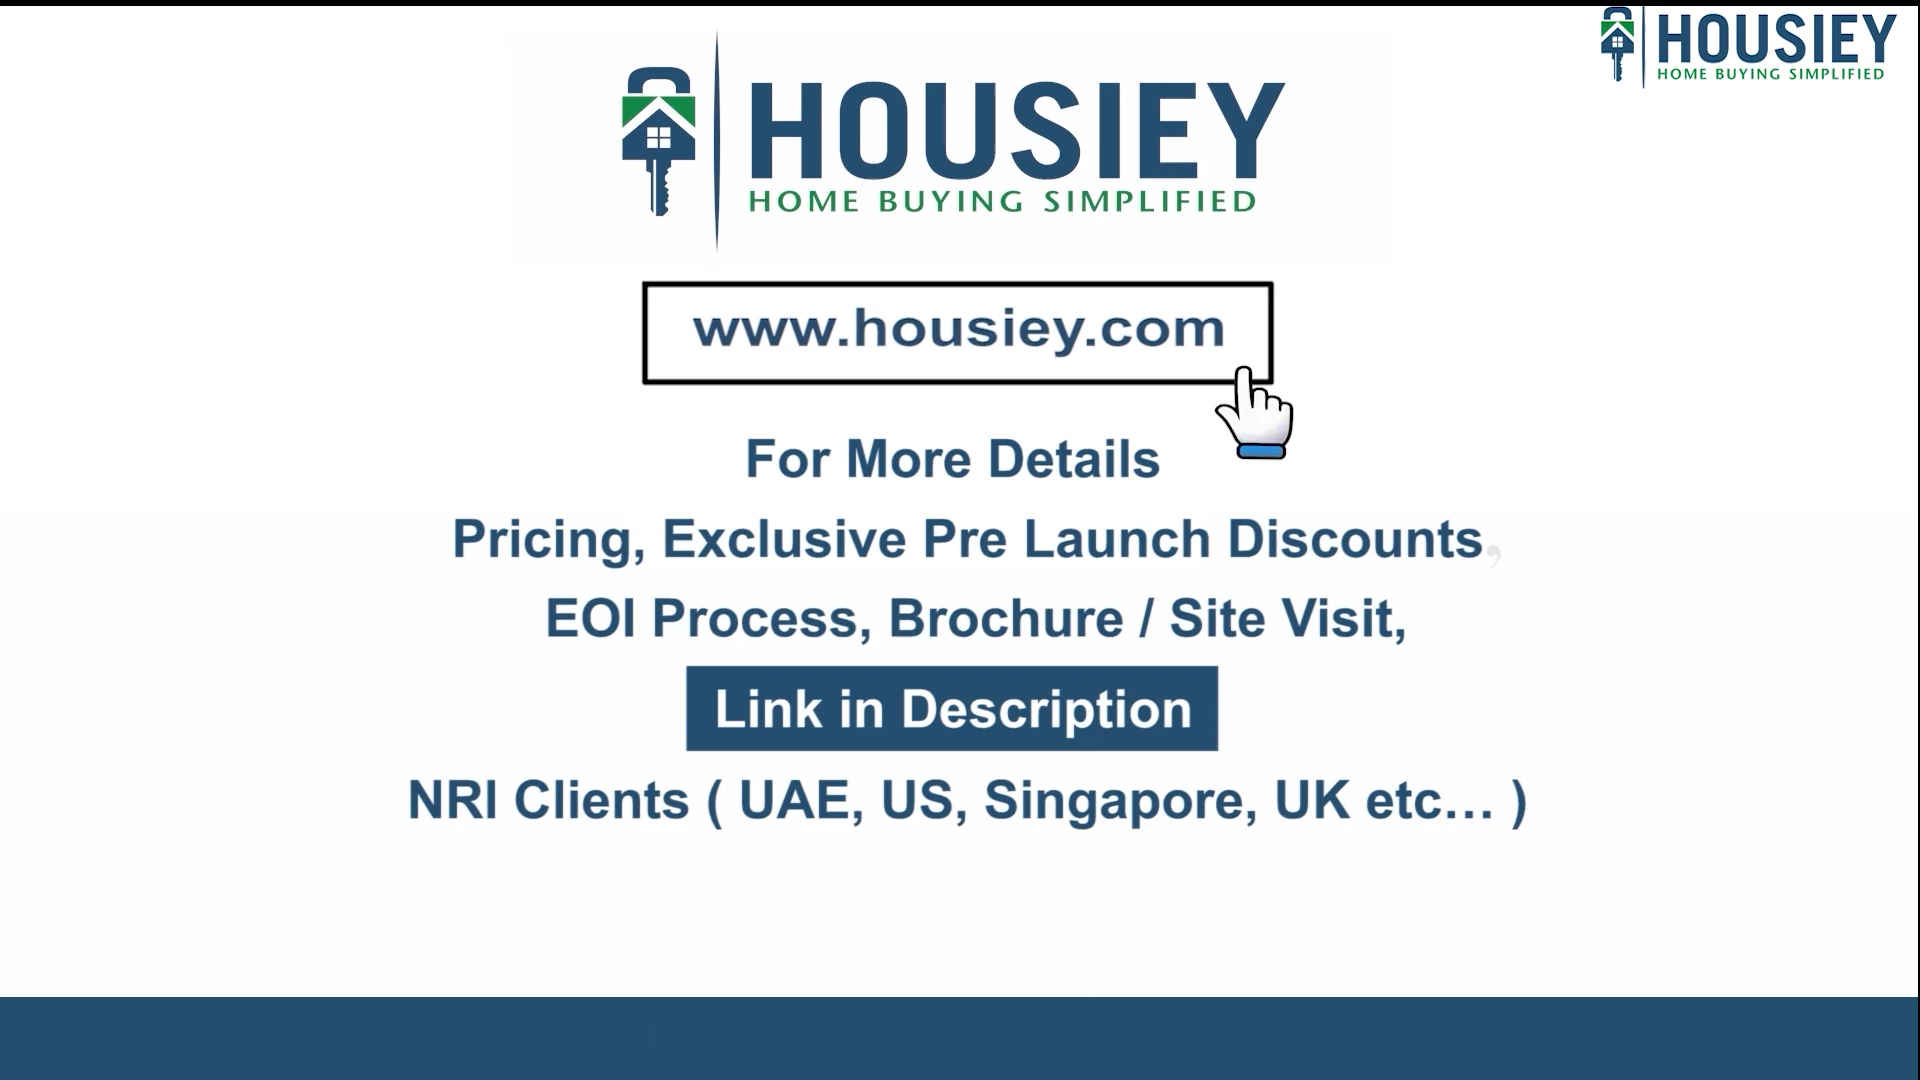 HOUSIEY
HOME BUYING SIMPLIFIED
HOUSIEY
HOME BUYING SIMPLIFIED
www.housiey.com
For More Details
Pricing, Exclusive Pre Launch Discounts,
EOI Process, Brochure / Site Visit,
Link in Description
NRI Clients ( UAE, US, Singapore, UK etc... )